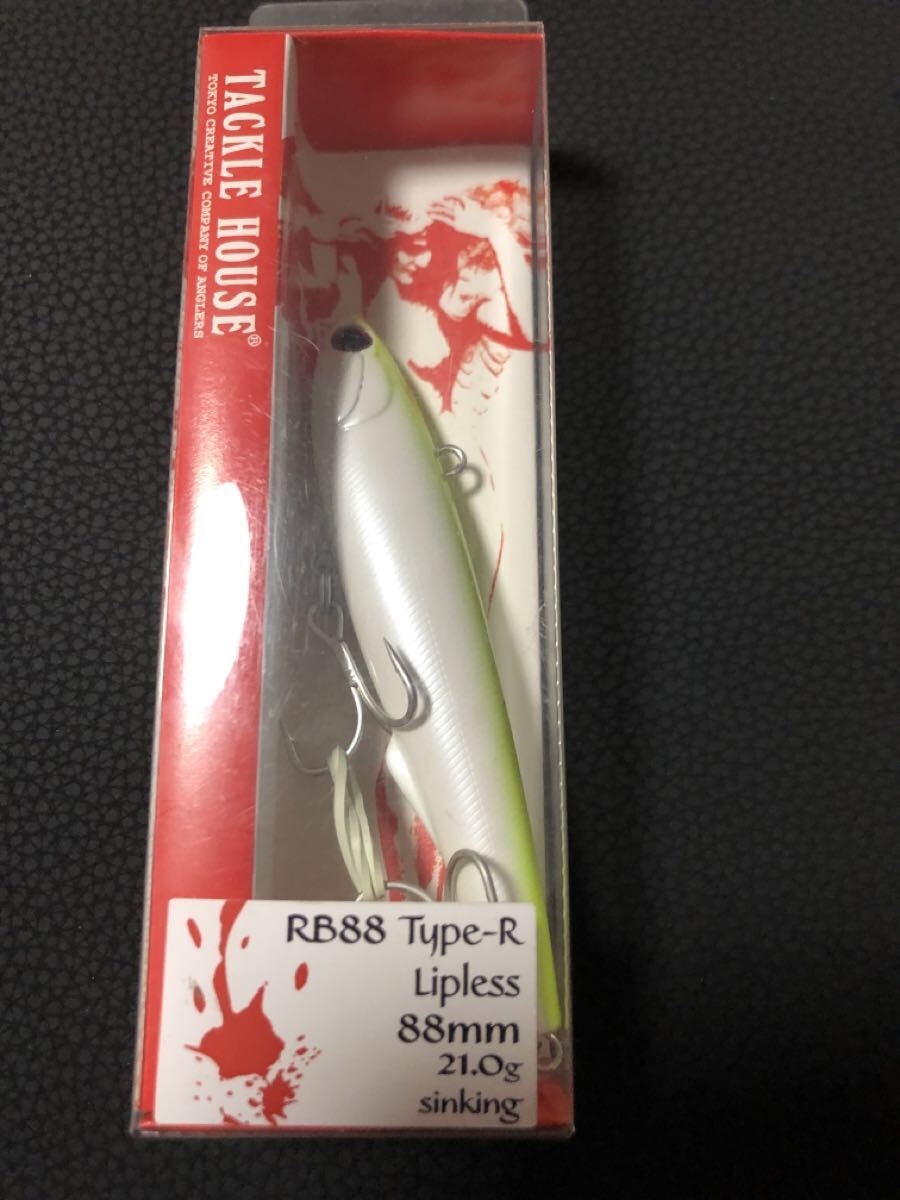 TACKLE HOUSE®
TOKYO CREATIVE COMPANY OF ANGLERS
RB88 Type-R
Lipless
88mm
21.0g
sinking